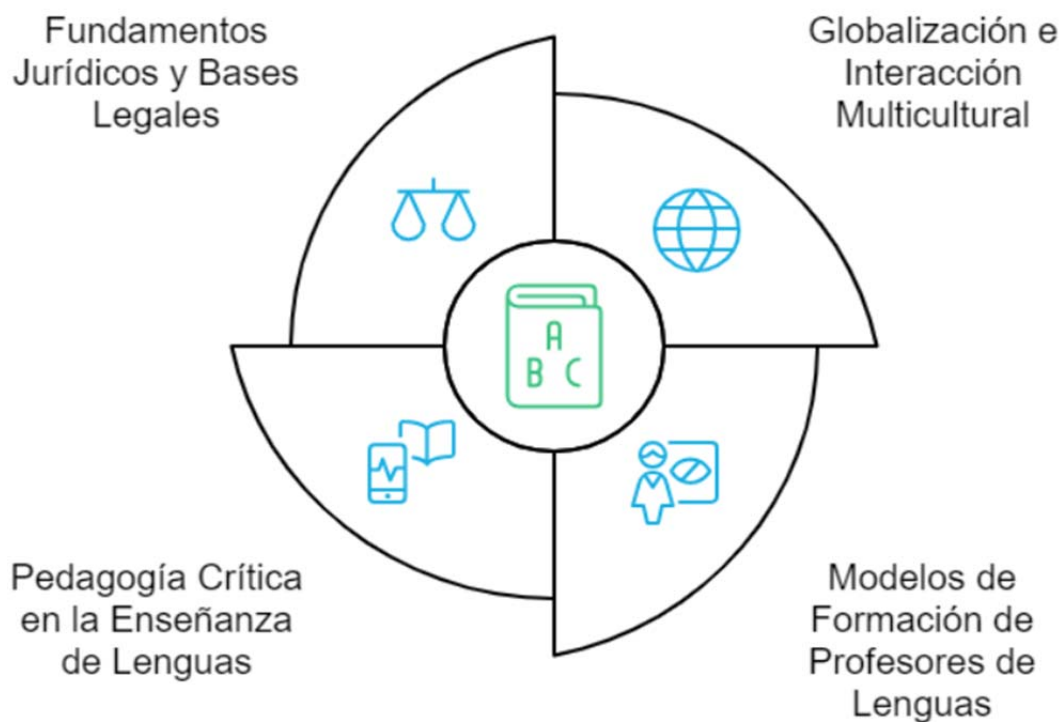 Fundamentos
Jurídicos y Bases
Legales
Globalización e
Interacción
Multicultural
A
B C
Pedagogía Crítica
en la Enseñanza
de Lenguas
Modelos de
Formación de
Profesores de
Lenguas